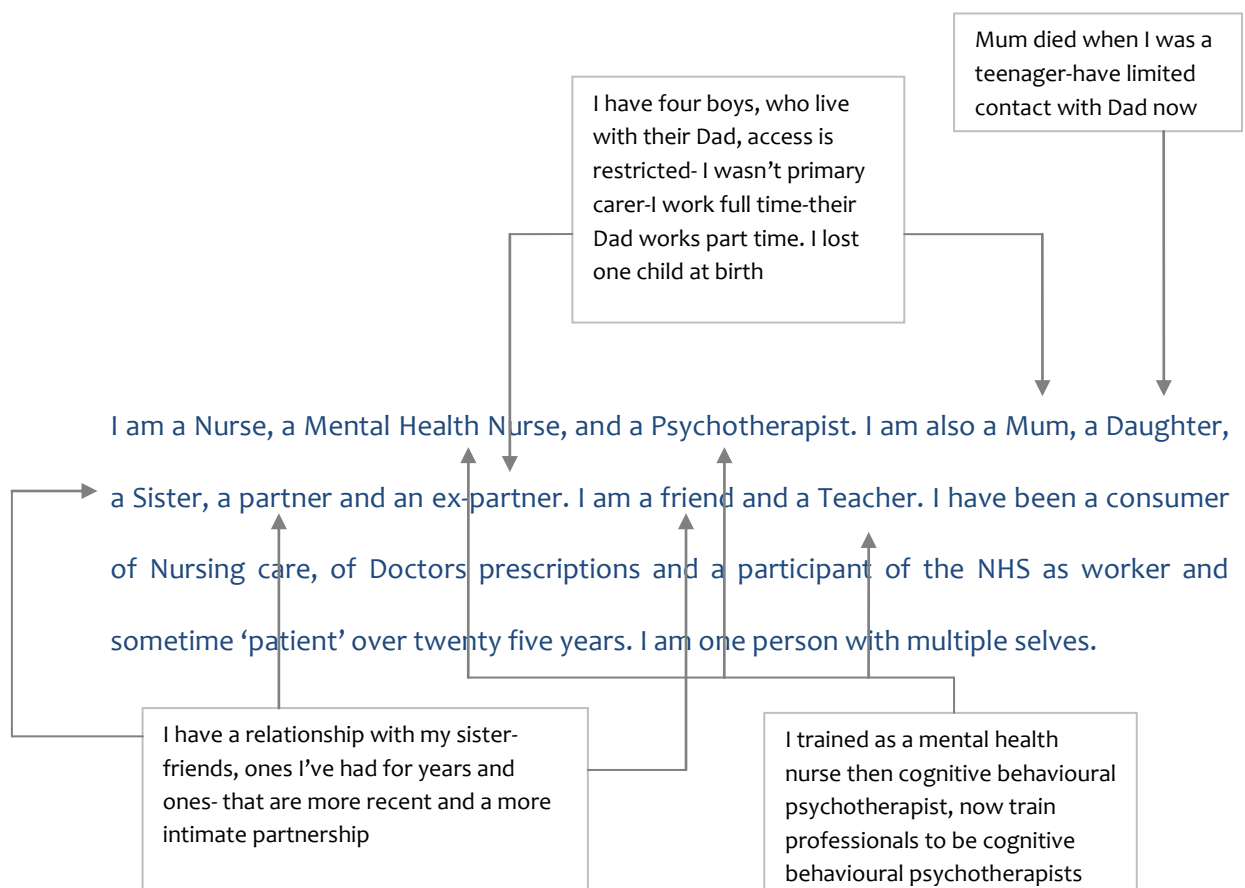 Mum died when I was a
teenager-have limited
contact with Dad now
I have four boys, who live
with their Dad, access is
restricted- I wasn’t primary
carer-I work full time-their
Dad works part time. I lost
one child at birth
I am a Nurse, a Mental Health Nurse, and a Psychotherapist. I am also a Mum, a Daughter,
a Sister, a partner and an ex-partner. I am a friend and a Teacher. I have been a consumer
of Nursing care, of Doctors prescriptions and a participant of the NHS as worker and
sometime ‘patient’ over twenty five years. I am one person with multiple selves.
I have a relationship with my sister-
friends, ones I’ve had for years and
ones- that are more recent and a more
intimate partnership
I trained as a mental health
nurse then cognitive behavioural
psychotherapist, now train
professionals to be cognitive
behavioural psychotherapists